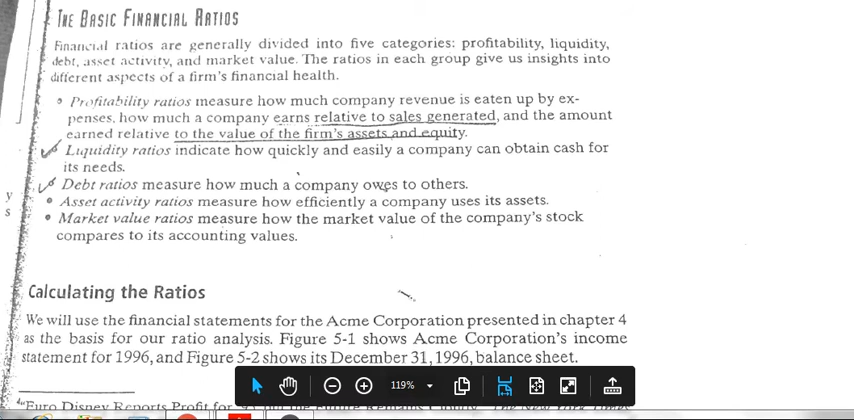 THE BASIC FINANCIAL RATIOS
Financial ratios are generally divided into five categories: profitability, liquidity,
debt, asset activity, and market value. The ratios in each group give us insights into
different aspects of a firm's financial health.
• Profitability ratios measure how much company revenue is eaten up by ex-
penses, how much a company earns relative to sales generated, and the amount
earned relative to the value of the firm's assets and equity.
Liquidity ratios indicate how quickly and easily a company can obtain cash for
its needs.
Debt ratios measure how much a company owes to others.
• Asset activity ratios measure how efficiently a company uses its assets.
• Market value ratios measure how the market value of the company's stock
compares to its accounting values.
y
s
Calculating the Ratios
We will use the financial statements for the Acme Corporation presented in chapter 4
as the basis for our ratio analysis. Figure 5-1 shows Acme Corporation's income
statement for 1996, and Figure 5-2 shows its December 31, 1996, balance sheet.
119%
4"Euro Disney Reports Profit for